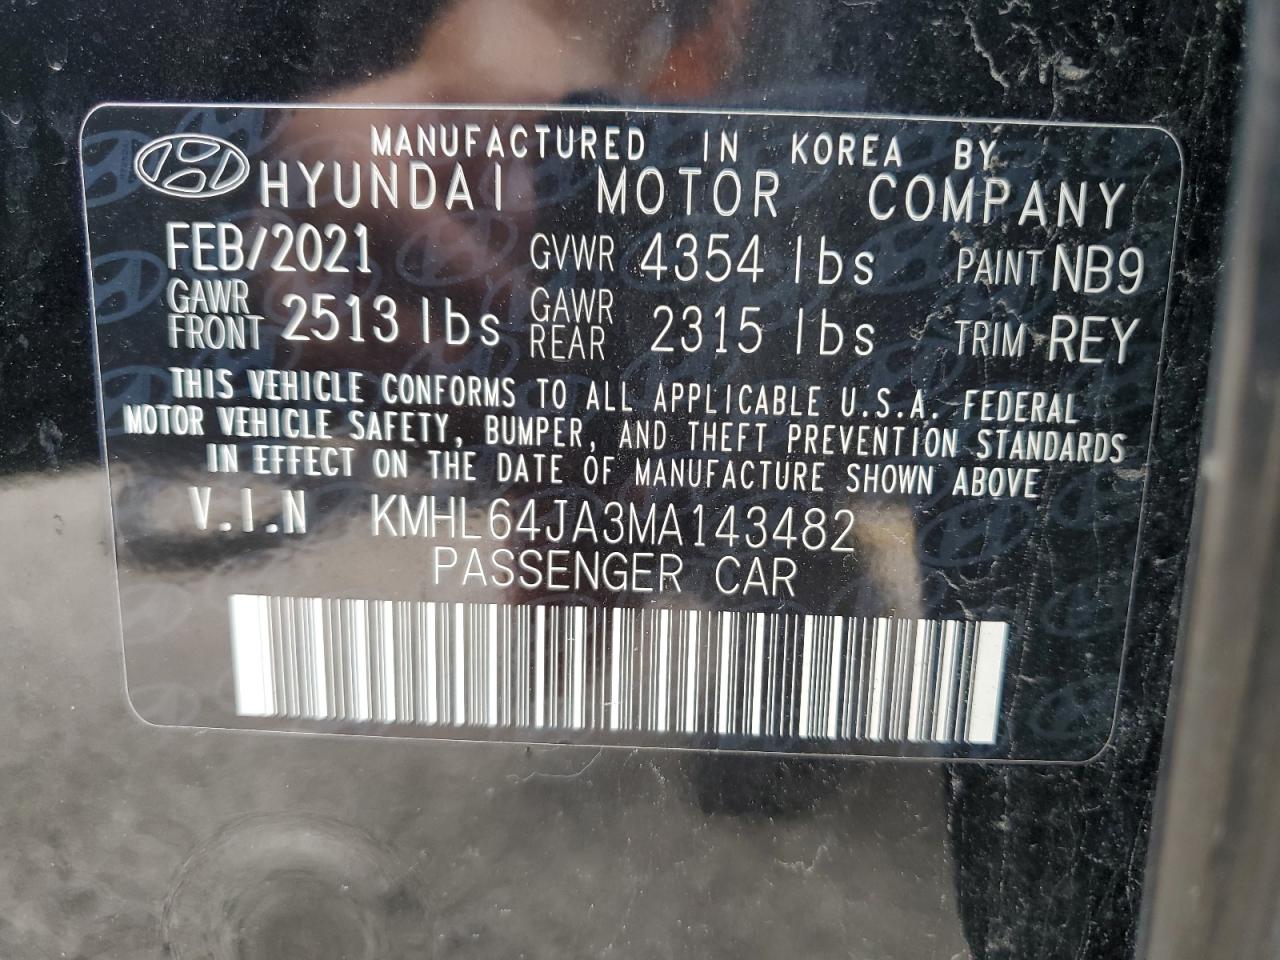 MANUFACTURED IN KOREA BY
HYUNDAI MOTOR COMPANY
FEB/2021 GVWR 4354 lbs PAINT NB9
GAWR FRONT 2513 lbs GAWR REAR 2315 lbs TRIM REY
THIS VEHICLE CONFORMS TO ALL APPLICABLE U.S.A. FEDERAL
MOTOR VEHICLE SAFETY, BUMPER, AND THEFT PREVENTION STANDARDS
IN EFFECT ON THE DATE OF MANUFACTURE SHOWN ABOVE
V.I.N KMHL64JA3MA143482
PASSENGER CAR